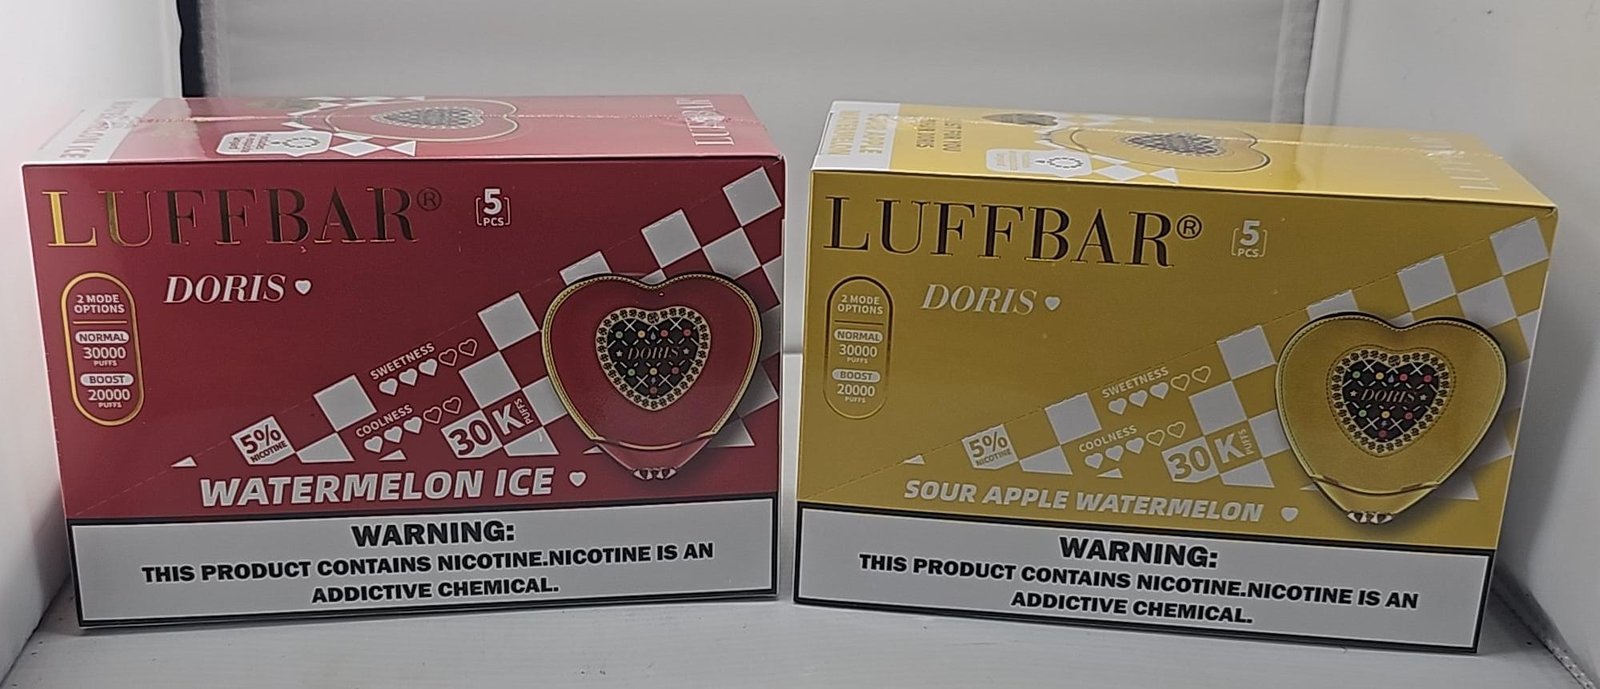 LUFFBAR®
5
PCS
DORIS
2 MODE
OPTIONS
NORMAL
30000
PUFFS
BOOST
20000
PUFFS
SWEETNESS
COOLNESS
5%
NICOTINE
30K
PUFFS
DORIS
WATERMELON ICE
WARNING:
THIS PRODUCT CONTAINS NICOTINE.NICOTINE IS AN
ADDICTIVE CHEMICAL.
LUFFBAR®
5
PCS
DORIS
2 MODE
OPTIONS
NORMAL
30000
PUFFS
BOOST
20000
PUFFS
SWEETNESS
COOLNESS
5%
NICOTINE
30K
PUFFS
DORIS
SOUR APPLE WATERMELON
WARNING:
THIS PRODUCT CONTAINS NICOTINE.NICOTINE IS AN
ADDICTIVE CHEMICAL.